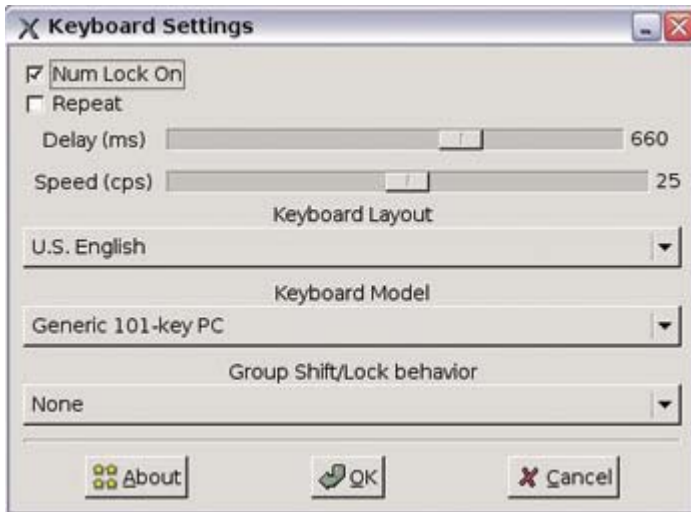 Keyboard Settings
Num Lock On
Repeat
Delay (ms) 660
Speed (cps) 25
Keyboard Layout
U.S. English
Keyboard Model
Generic 101-key PC
Group Shift/Lock behavior
None
About OK Cancel